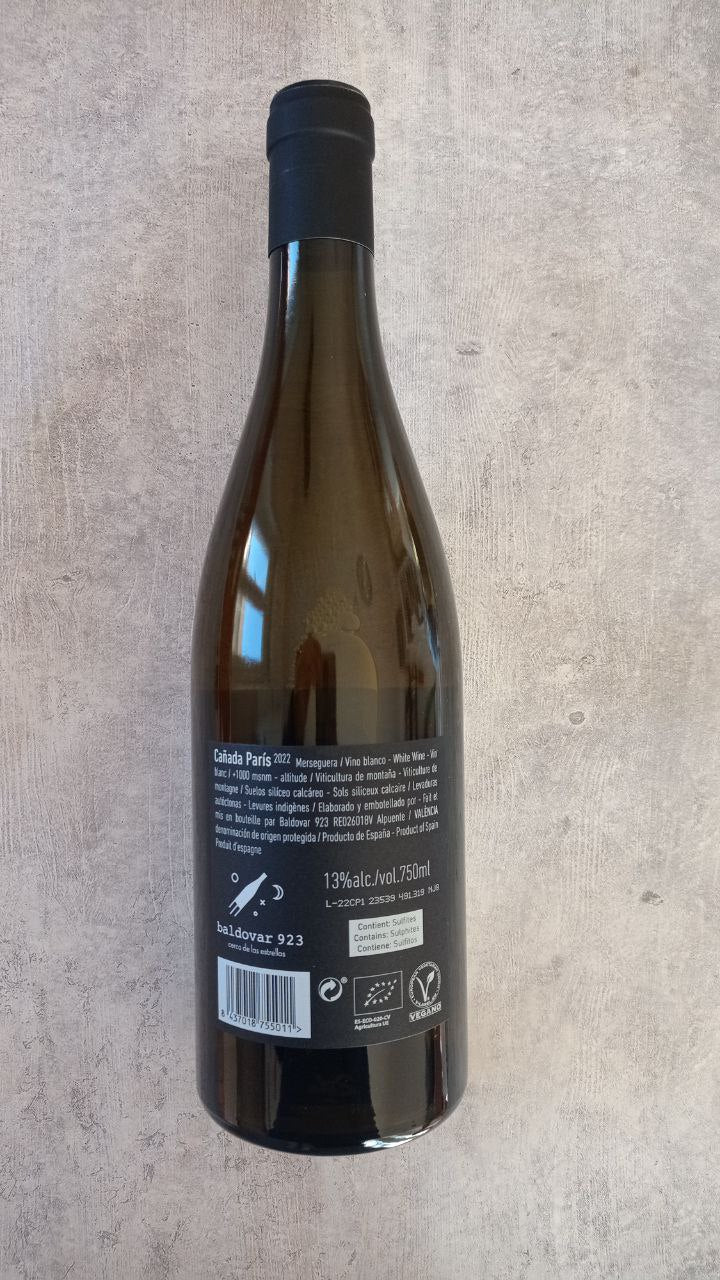 Cañada París 2022 Merseguera / Vino blanco - White Wine - Vin
blanc / +1000 msnm - altitude / Viticultura de montaña - Viticulture de
montagne / Suelos silíceo calcáreo - Sols siliceux calcaire / Levaduras
autóctonas - Levures indigènes / Elaborado y embotellado por - Fait et
mis en bouteille par Baldovar 923 RE026018V Alpuente / VALÈNCIA
denominación de origen protegida / Producto de España - Product of Spain
Produit d'espagne
13%alc./vol.750ml
L-22CP1 23539 491319 MJ8
baldovar 923
cerca de las estrellas
Contient: Sulfites
Contains: Sulphites
Contiene: Sulfitos
8 437018 755011 >
ES-ECO-020-CV
Agricultura UE
VEGANO